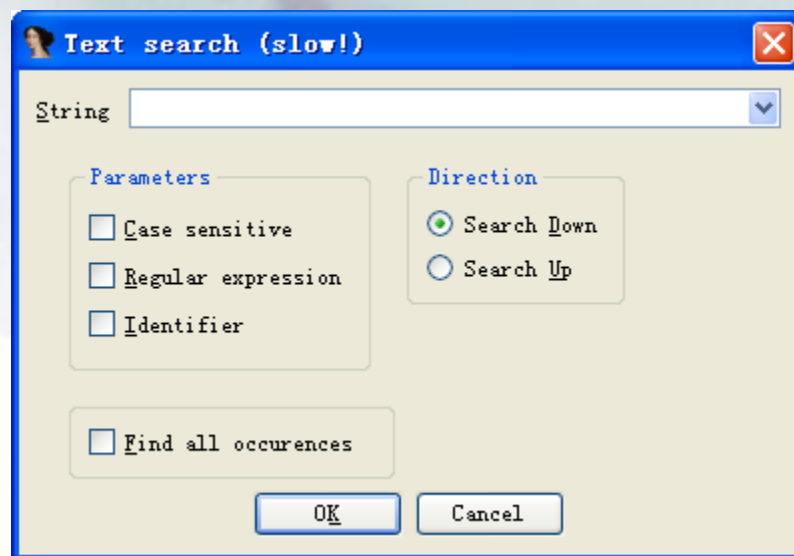 Text search (slow!)
String
Parameters
Case sensitive
Regular expression
Identifier
Direction
Search Down
Search Up
Find all occurences
OK
Cancel